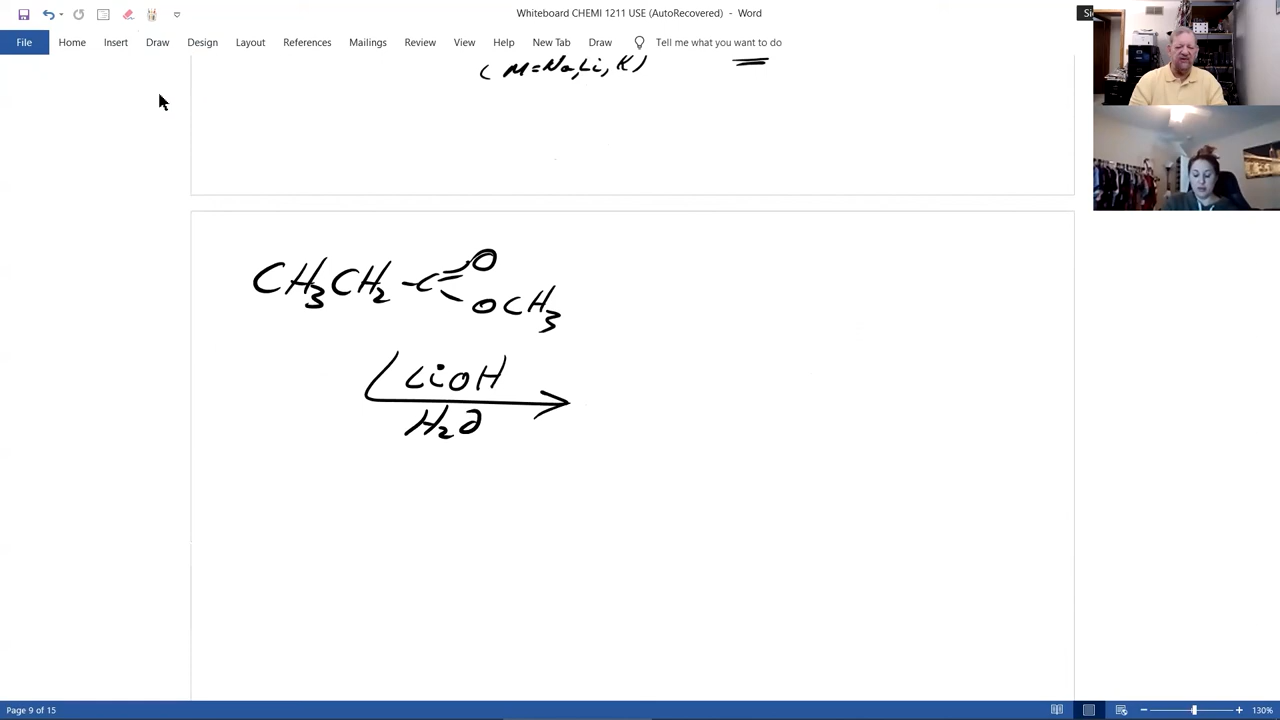 Whiteboard CHEMI 1211 USE (AutoRecovered) - Word
File Home Insert Draw Design Layout References Mailings Review View Help New Tab Draw Tell me what you want to do
(M=Na,Li,K)
CH3CH2-C=O
OCH3
LiOH
H2O
Page 9 of 15
130%